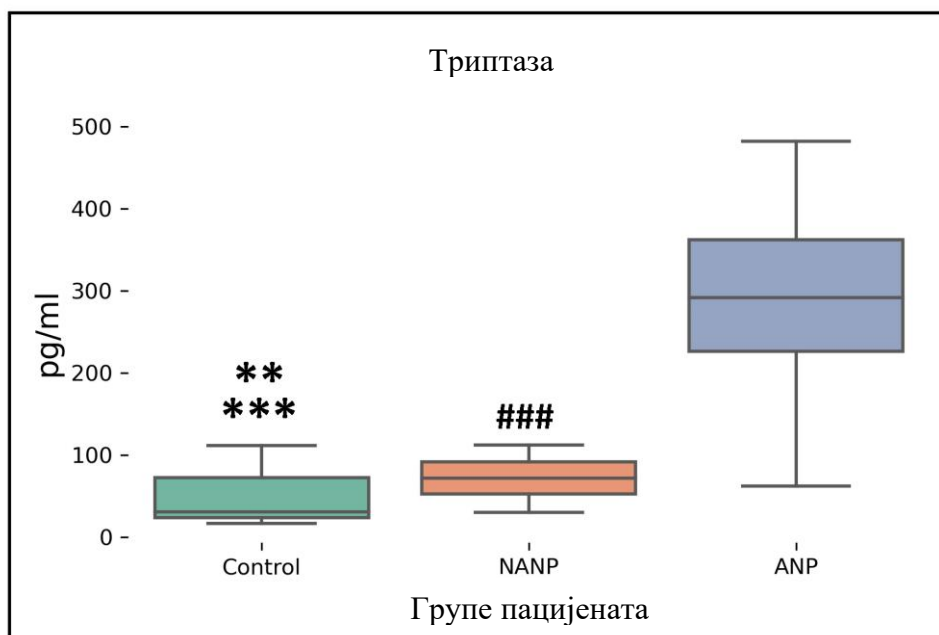 Триптаза
pg/ml
500
400
300
200
100
0
**
***
###
Control
NANP
ANP
Групе пацијената